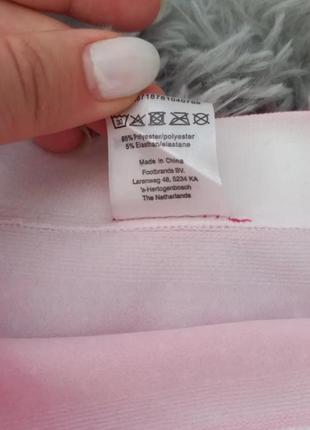 95% Polyester/polyester
5% Elasthan/elastane
Made in China
Footbrands BV,
Larenweg 48, 5234 KA
's-Hertogenbosch
The Netherlands